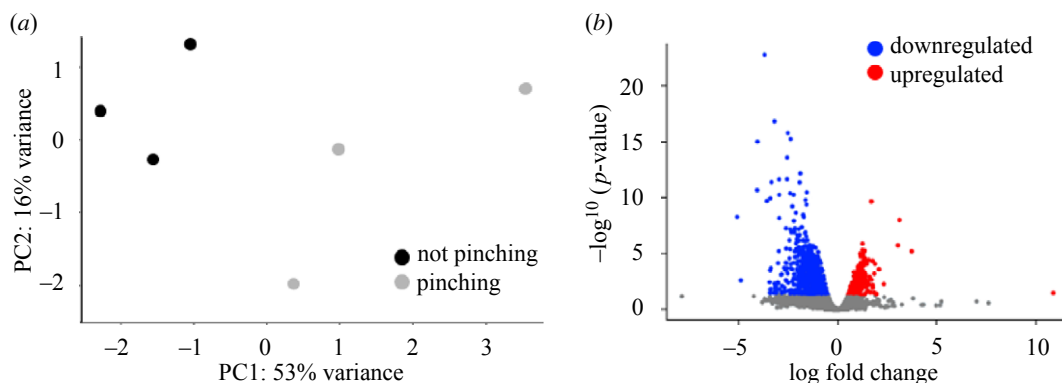 (a)
1
0
−1
−2
PC2: 16% variance
not pinching
pinching
−2
−1
0
1
2
3
PC1: 53% variance
(b)
20
15
10
5
0
−log¹⁰ (p-value)
downregulated
upregulated
−5
0
5
10
log fold change